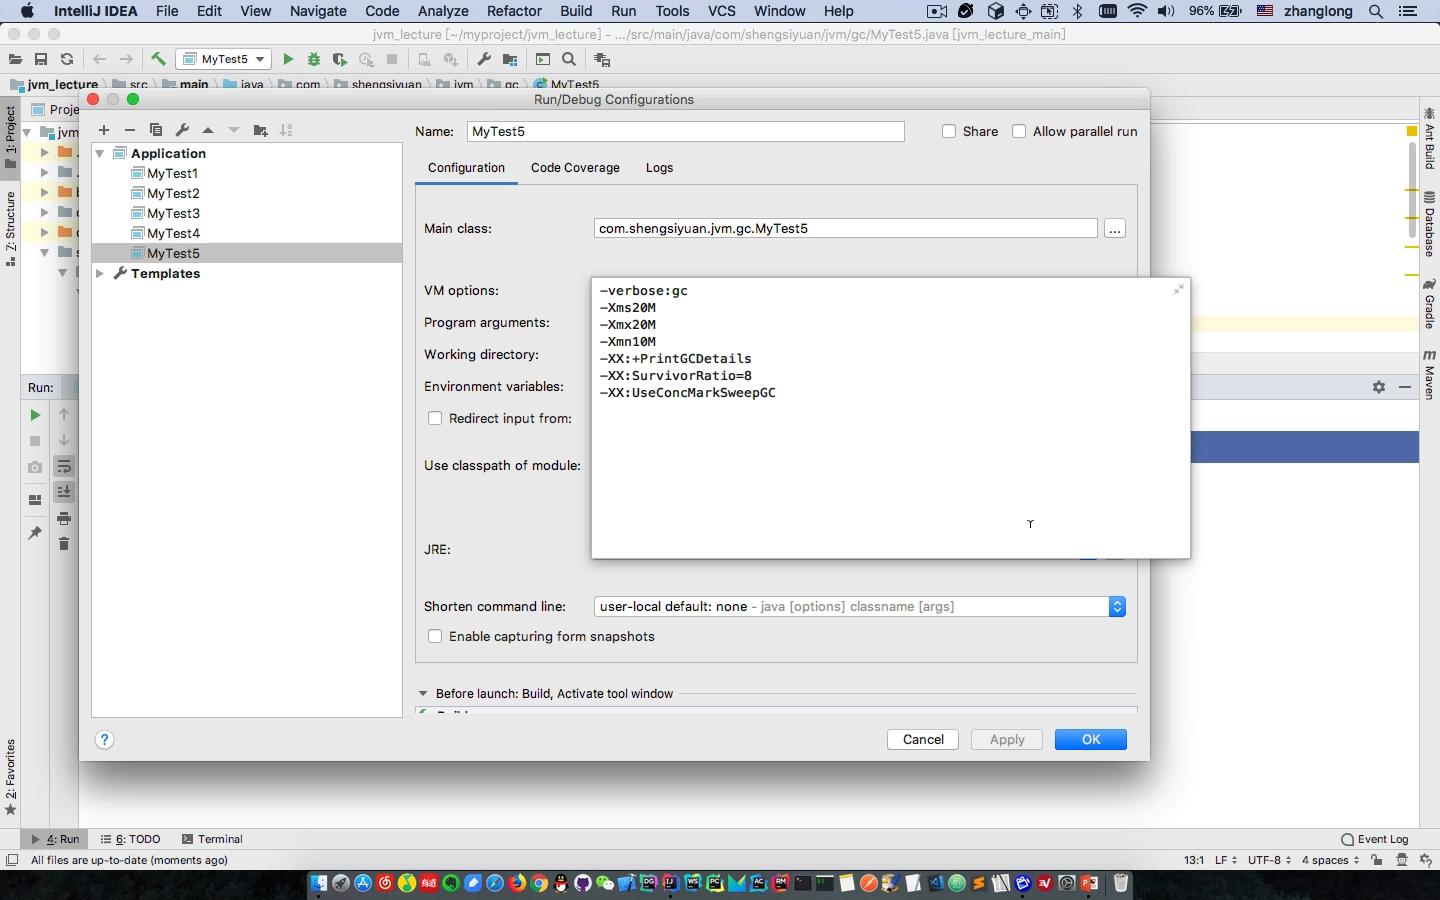 IntelliJ IDEA File Edit View Navigate Code Analyze Refactor Build Run Tools VCS Window Help 96% zhanglong
jvm_lecture [~/myproject/jvm_lecture] - .../src/main/java/com/shengsiyuan/jvm/gc/MyTest5.java [jvm_lecture_main]
MyTest5
jvm_lecture src main java com shengsiyuan jvm gc MyTest5
Run/Debug Configurations
1: Project
Z: Structure
2: Favorites
Proje
jvm
Name: MyTest5
Share
Allow parallel run
Application
MyTest1
MyTest2
MyTest3
MyTest4
MyTest5
Templates
Configuration Code Coverage Logs
Main class: com.shengsiyuan.jvm.gc.MyTest5 ...
VM options:
Program arguments:
Working directory:
Environment variables:
Redirect input from:
Use classpath of module:
JRE:
-verbose:gc
-Xms20M
-Xmx20M
-Xmn10M
-XX:+PrintGCDetails
-XX:SurvivorRatio=8
-XX:UseConcMarkSweepGC
Shorten command line: user-local default: none - java [options] classname [args]
Enable capturing form snapshots
Before launch: Build, Activate tool window
? Cancel Apply OK
Run:
Ant Build
Database
Gradle
Maven
4: Run 6: TODO Terminal Event Log
All files are up-to-date (moments ago) 13:1 LF UTF-8 4 spaces